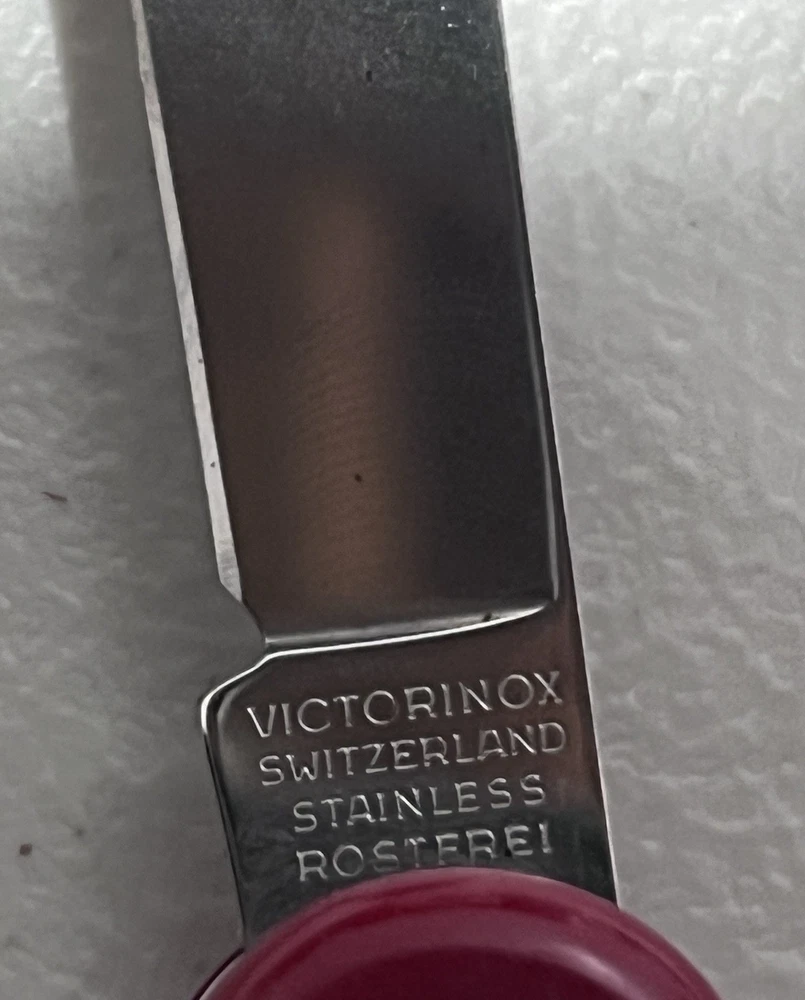 VICTORINOX
SWITZERLAND
STAINLESS
ROSTFREI